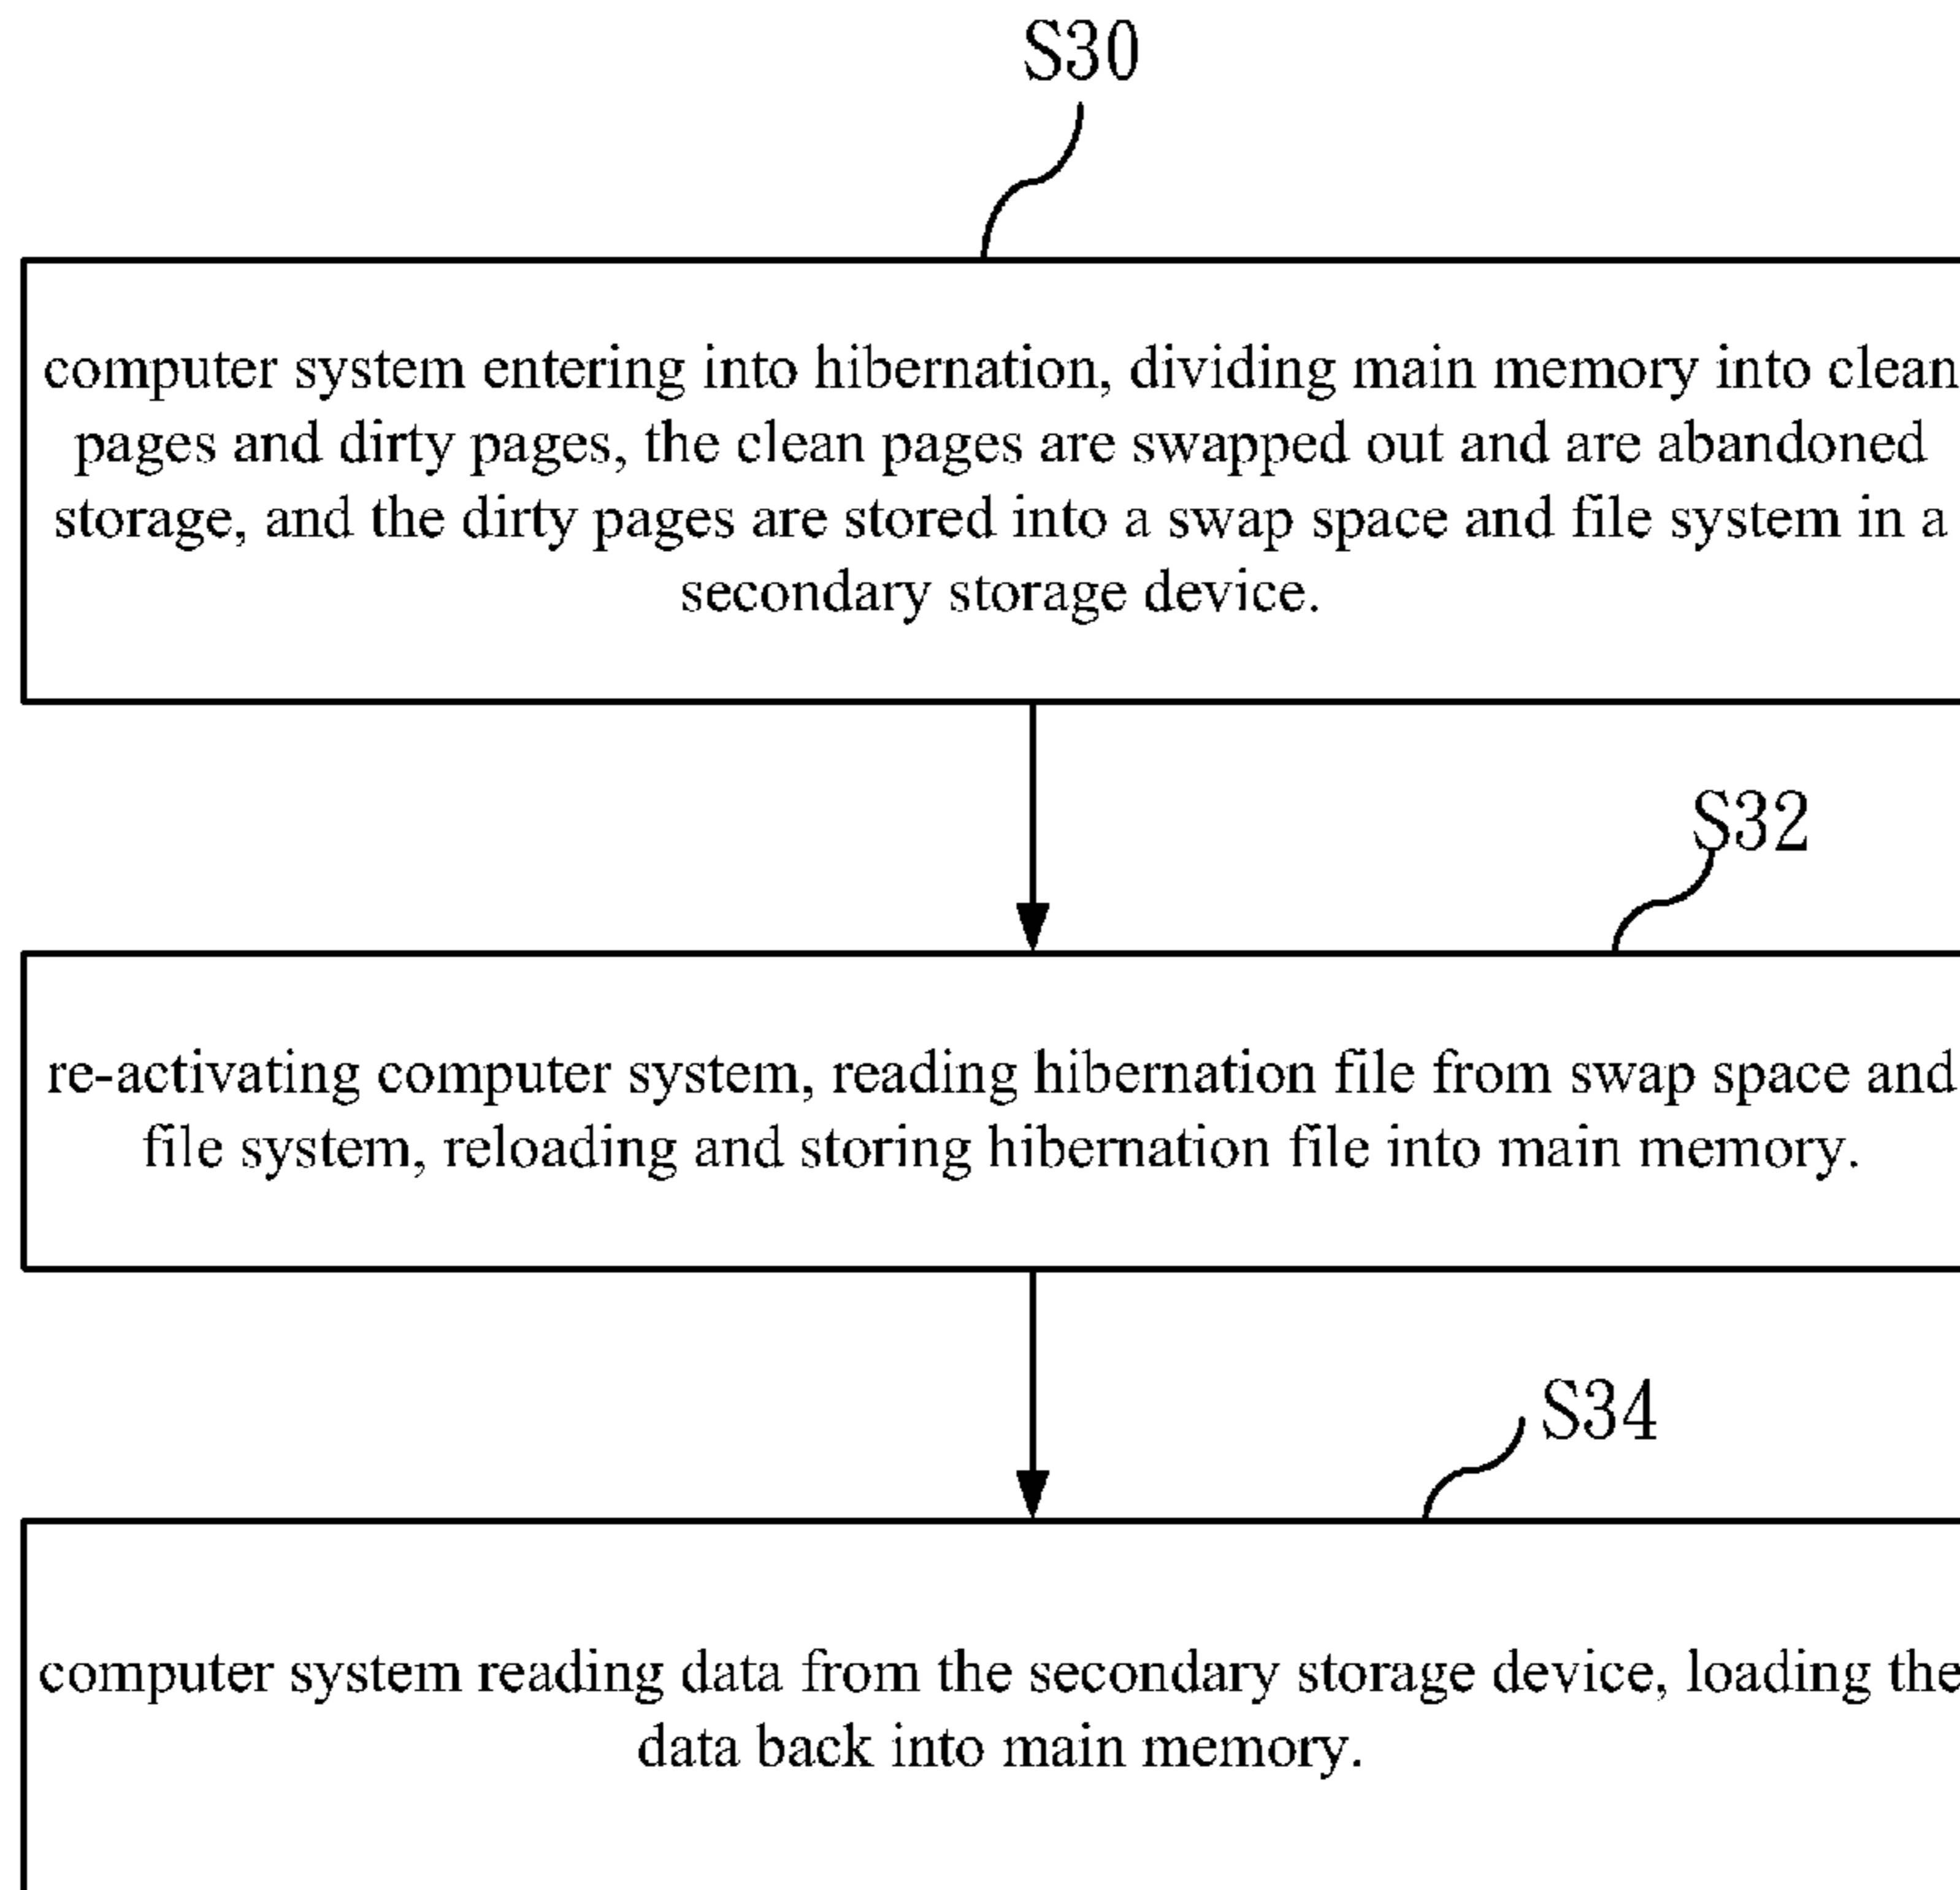 S30
computer system entering into hibernation, dividing main memory into clean
pages and dirty pages, the clean pages are swapped out and are abandoned
storage, and the dirty pages are stored into a swap space and file system in a
secondary storage device.
S32
re-activating computer system, reading hibernation file from swap space and
file system, reloading and storing hibernation file into main memory.
S34
computer system reading data from the secondary storage device, loading the
data back into main memory.